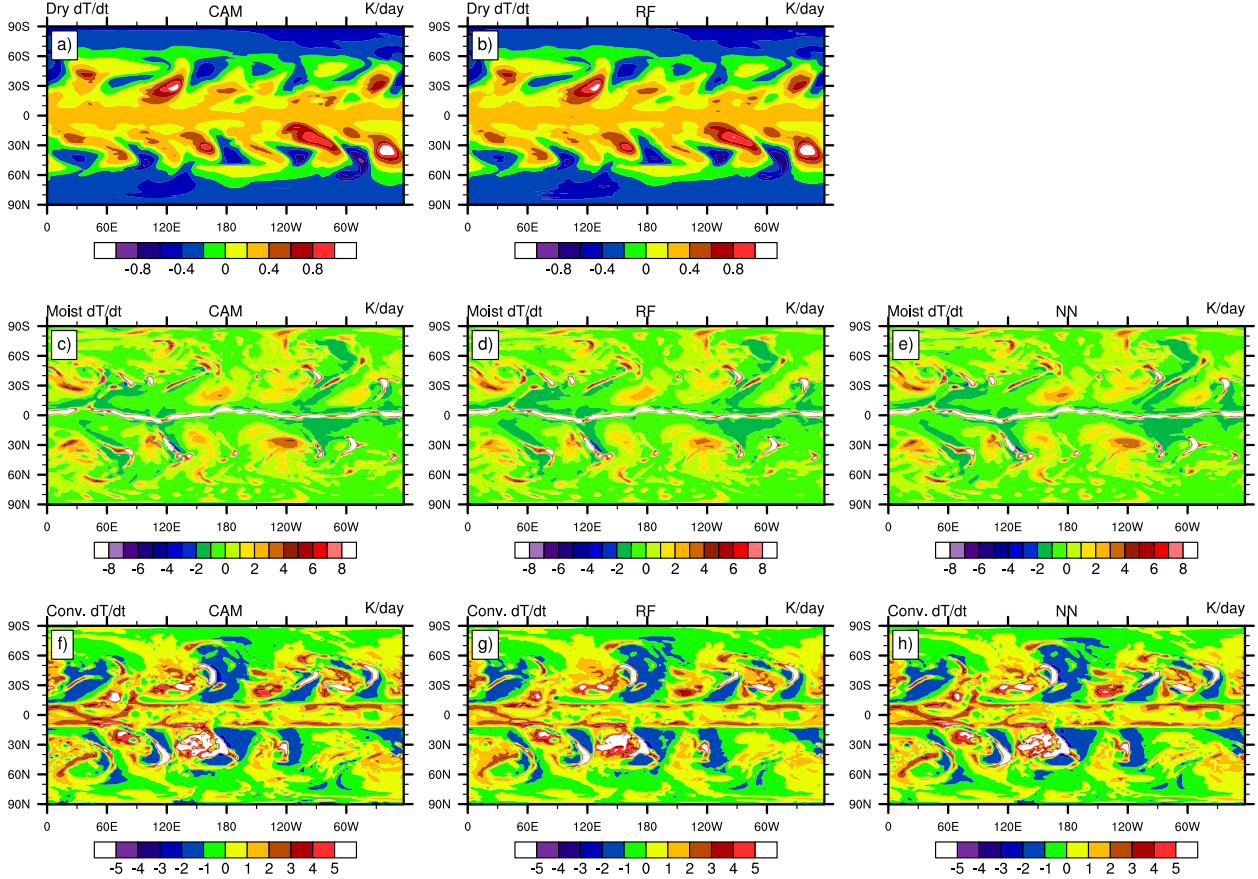 Dry dT/dt CAM K/day
a)
90S
60S
30S
0
30N
60N
90N
0 60E 120E 180 120W 60W
-0.8 -0.4 0 0.4 0.8
Dry dT/dt RF K/day
b)
90S
60S
30S
0
30N
60N
90N
0 60E 120E 180 120W 60W
-0.8 -0.4 0 0.4 0.8
Moist dT/dt CAM K/day
c)
90S
60S
30S
0
30N
60N
90N
0 60E 120E 180 120W 60W
-8 -6 -4 -2 0 2 4 6 8
Moist dT/dt RF K/day
d)
90S
60S
30S
0
30N
60N
90N
0 60E 120E 180 120W 60W
-8 -6 -4 -2 0 2 4 6 8
Moist dT/dt NN K/day
e)
90S
60S
30S
0
30N
60N
90N
0 60E 120E 180 120W 60W
-8 -6 -4 -2 0 2 4 6 8
Conv. dT/dt CAM K/day
f)
90S
60S
30S
0
30N
60N
90N
0 60E 120E 180 120W 60W
-5 -4 -3 -2 -1 0 1 2 3 4 5
Conv. dT/dt RF K/day
g)
90S
60S
30S
0
30N
60N
90N
0 60E 120E 180 120W 60W
-5 -4 -3 -2 -1 0 1 2 3 4 5
Conv. dT/dt NN K/day
h)
90S
60S
30S
0
30N
60N
90N
0 60E 120E 180 120W 60W
-5 -4 -3 -2 -1 0 1 2 3 4 5